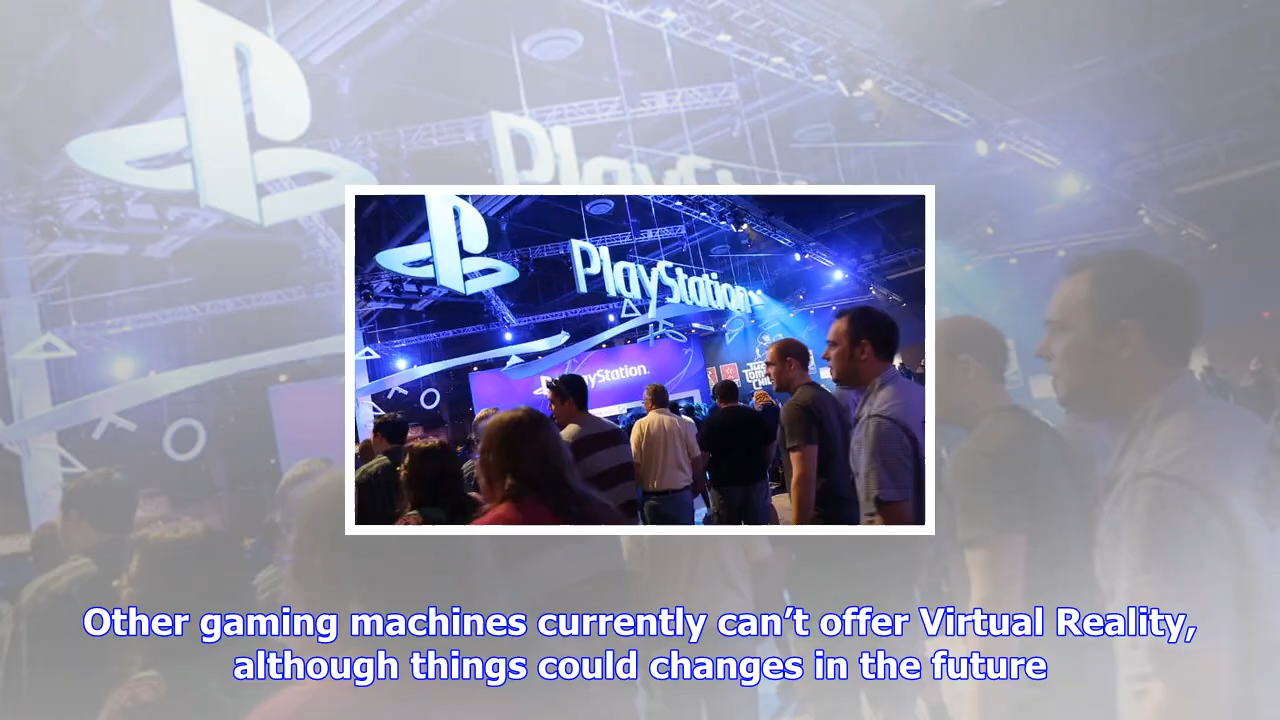 PlayStation
PlayStation
Other gaming machines currently can’t offer Virtual Reality,
although things could changes in the future